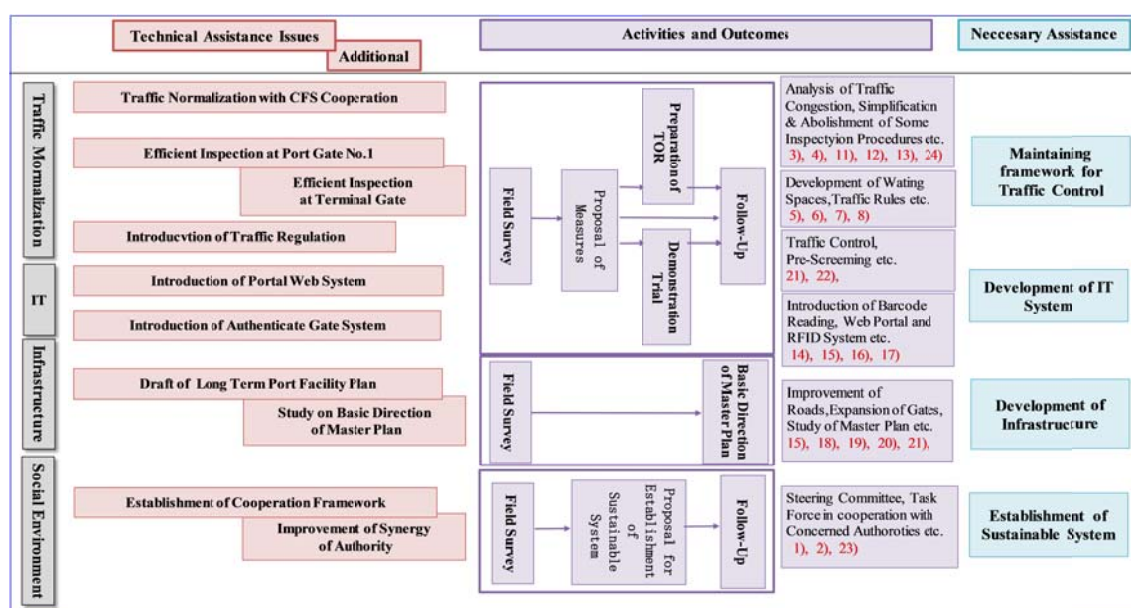 Technical Assistance Issues
Additional
Activities and Outcomes
Neccesary Assistance
Traffic Mormalization
Traffic Normalization with CFS Cooperation
Efficient Inspection at Port Gate No.1
Efficient Inspection
at Terminal Gate
Introducvtion of Traffic Regulation
IT
Introduction of Portal Web System
Introduction of Authenticate Gate System
Infrastructure
Draft of Long Term Port Facility Plan
Study on Basic Direction
of Master Plan
Social Environment
Establishment of Cooperation Framework
Improvement of Synergy
of Authority
Field Survey
Proposal of
Measures
Preparation of
TOR
Demonstration
Trial
Follow-Up
Field Survey
Basic Direction
of Master Plan
Field Survey
Proposal for
Establishment
of
Sustainable
System
Follow-Up
Analysis of Traffic
Congestion, Simplification
& Abolishment of Some
Inspectyion Procedures etc.
3), 4), 11), 12), 13), 24)
Development of Wating
Spaces,Traffic Rules etc.
5), 6), 7), 8)
Traffic Control,
Pre-Screming etc.
21), 22),
Introduction of Barcode
Reading, Web Portal and
RFID System etc.
14), 15), 16), 17)
Improvement of
Roads,Expansion of Gates,
Study of Master Plan etc.
15), 18), 19), 20), 21),
Steering Committee, Task
Force in cooperation with
Concerned Authoroties etc.
1), 2), 23)
Maintaining
framework for
Traffic Control
Development of IT
System
Development of
Infrastrucure
Establishment of
Sustainable System